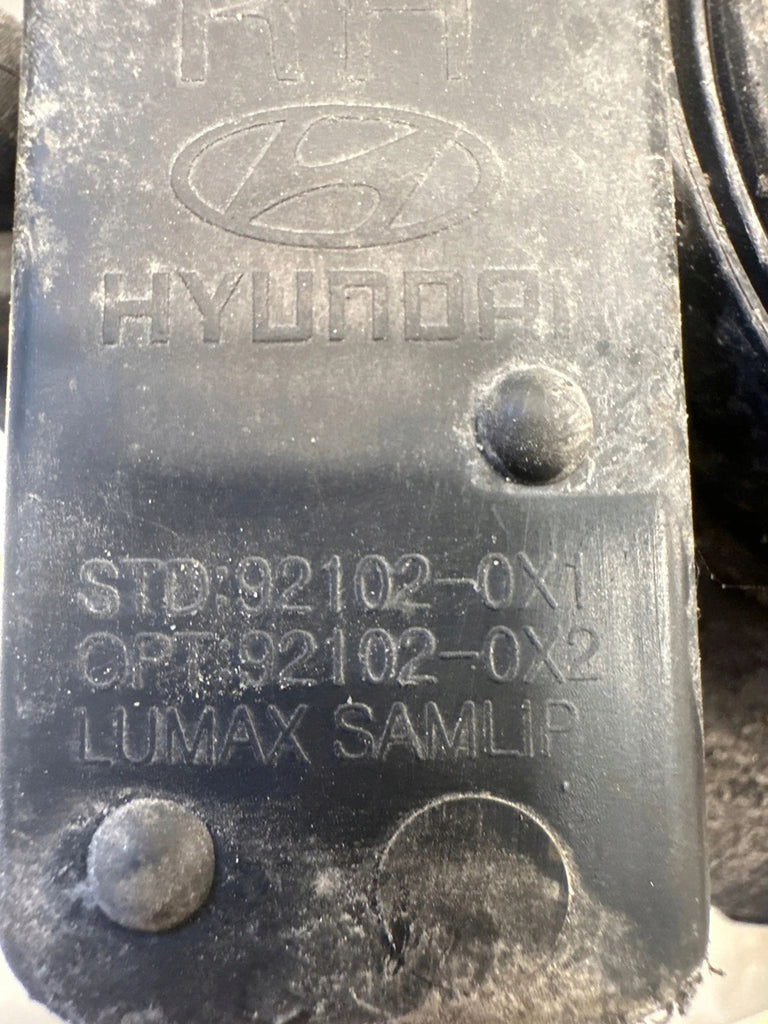 RH
HYUNDAI
STD:92102-0X1
OPT:92102-0X2
LUMAX SAMLIP